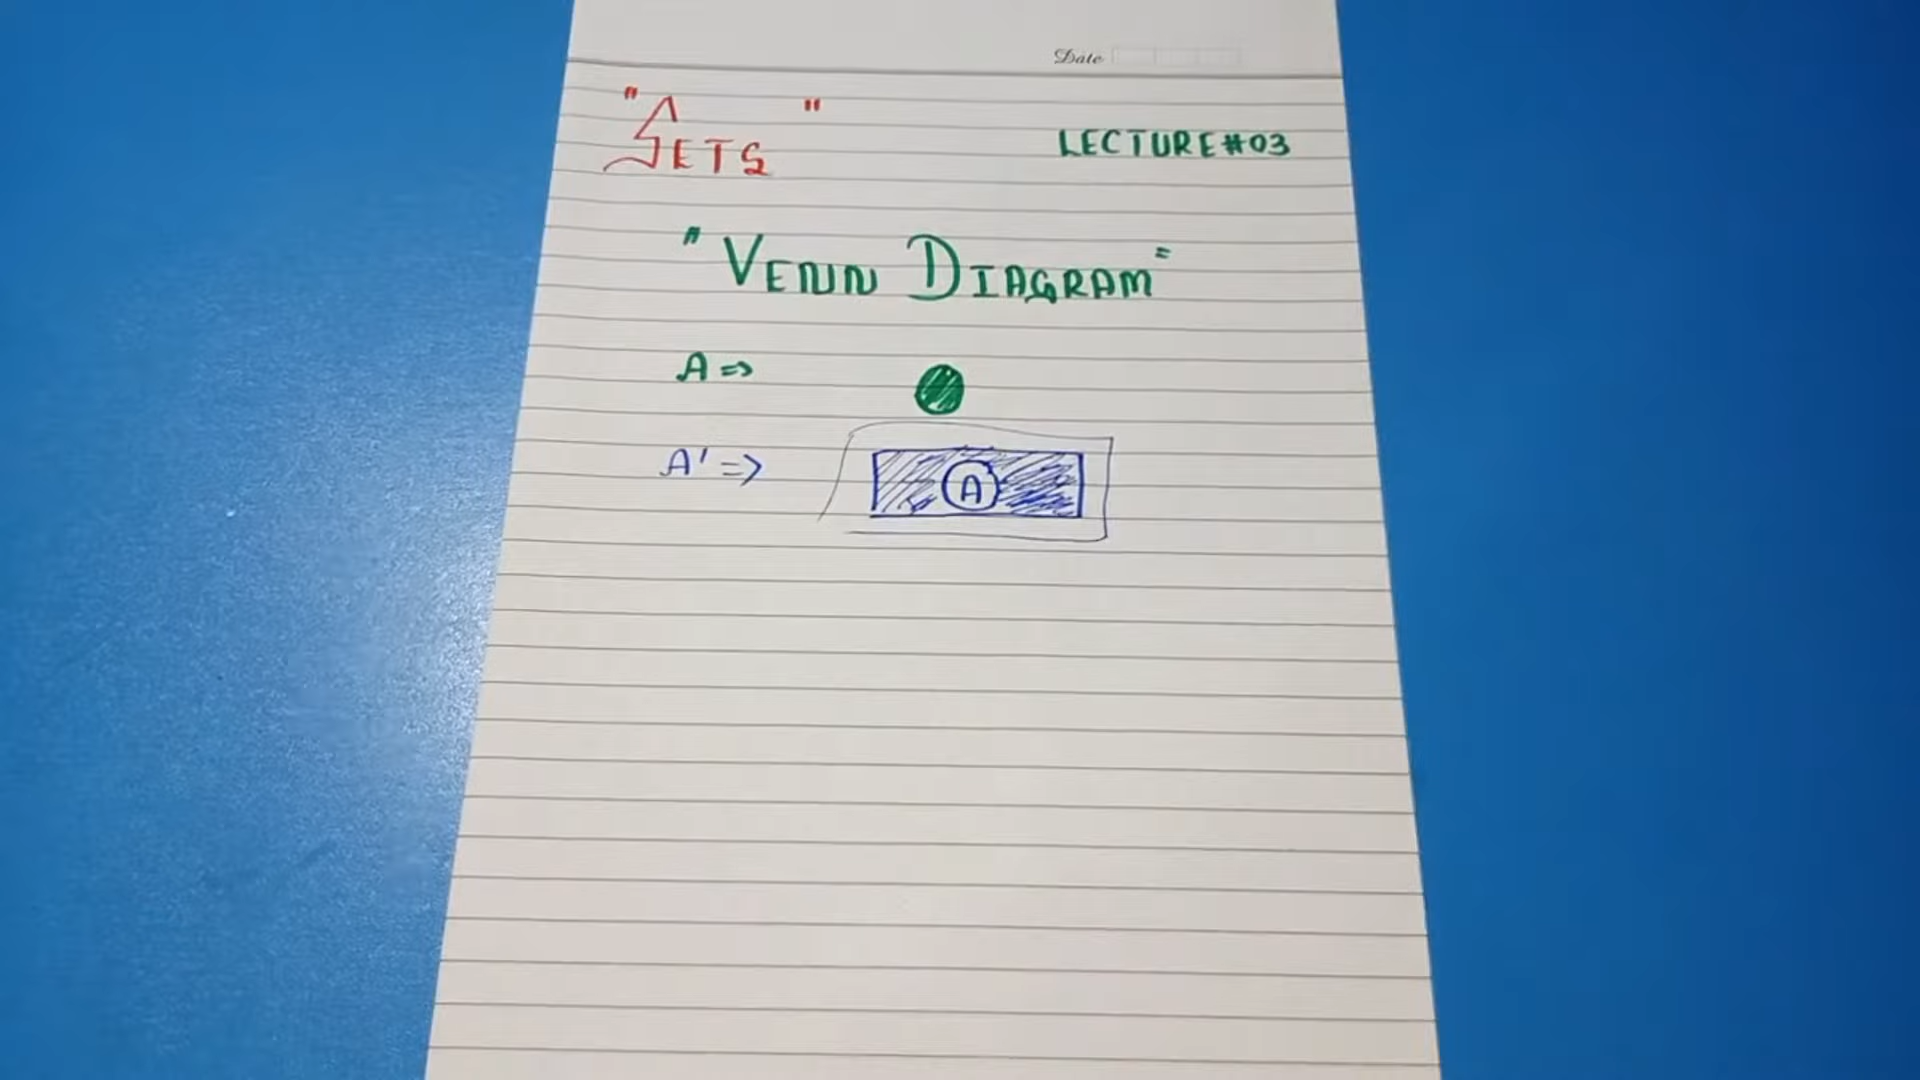 Date
"SETS"
LECTURE#03
"VENN DIAGRAM"
A =>
A' => A